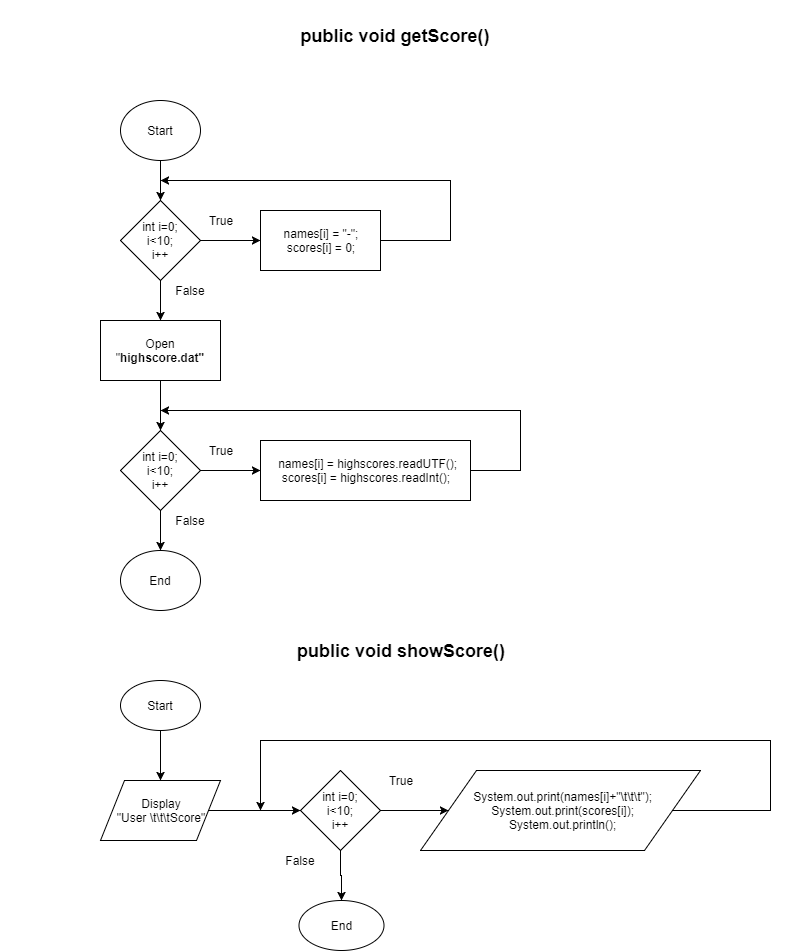 public void getScore()
Start
int i=0;
i<10;
i++
True
names[i] = "-";
scores[i] = 0;
False
Open
"highscore.dat"
int i=0;
i<10;
i++
True
names[i] = highscores.readUTF();
scores[i] = highscores.readInt();
False
End
public void showScore()
Start
Display
"User \t\t\tScore"
int i=0;
i<10;
i++
True
System.out.print(names[i]+"\t\t\t");
System.out.print(scores[i]);
System.out.println();
False
End